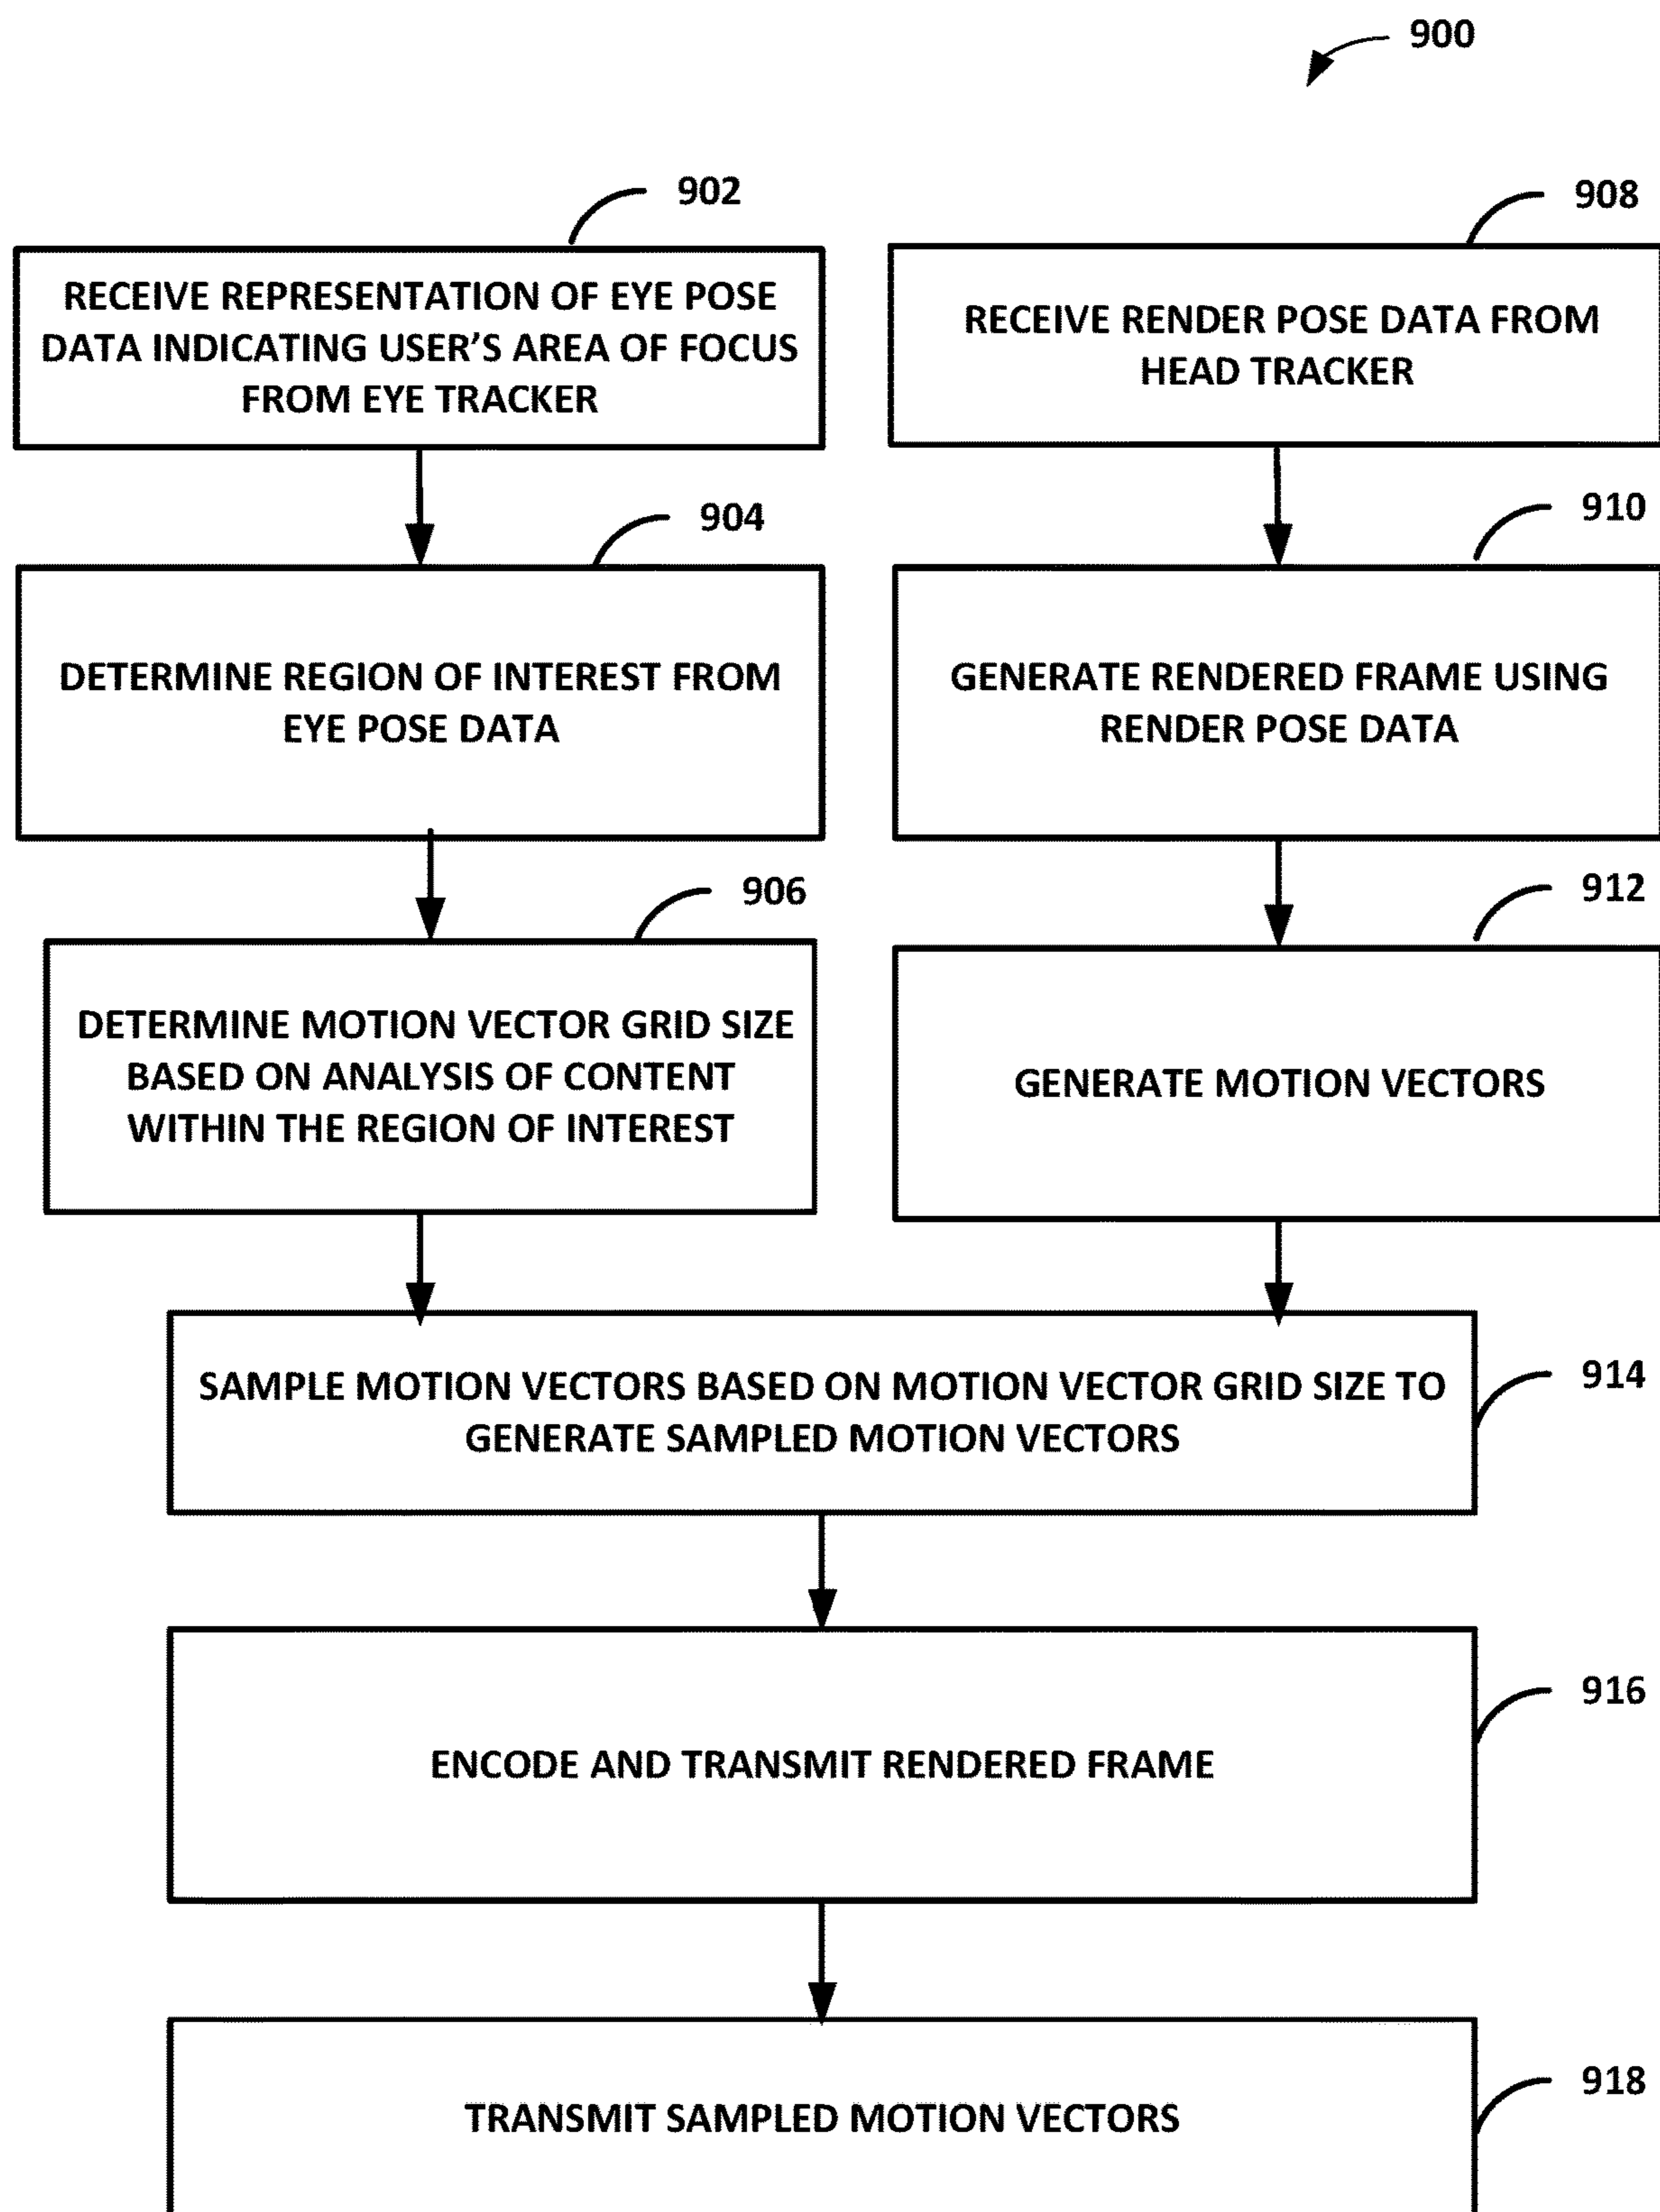 900
902
RECEIVE REPRESENTATION OF EYE POSE
DATA INDICATING USER'S AREA OF FOCUS
FROM EYE TRACKER
908
RECEIVE RENDER POSE DATA FROM
HEAD TRACKER
904
DETERMINE REGION OF INTEREST FROM
EYE POSE DATA
910
GENERATE RENDERED FRAME USING
RENDER POSE DATA
906
DETERMINE MOTION VECTOR GRID SIZE
BASED ON ANALYSIS OF CONTENT
WITHIN THE REGION OF INTEREST
912
GENERATE MOTION VECTORS
914
SAMPLE MOTION VECTORS BASED ON MOTION VECTOR GRID SIZE TO
GENERATE SAMPLED MOTION VECTORS
916
ENCODE AND TRANSMIT RENDERED FRAME
918
TRANSMIT SAMPLED MOTION VECTORS